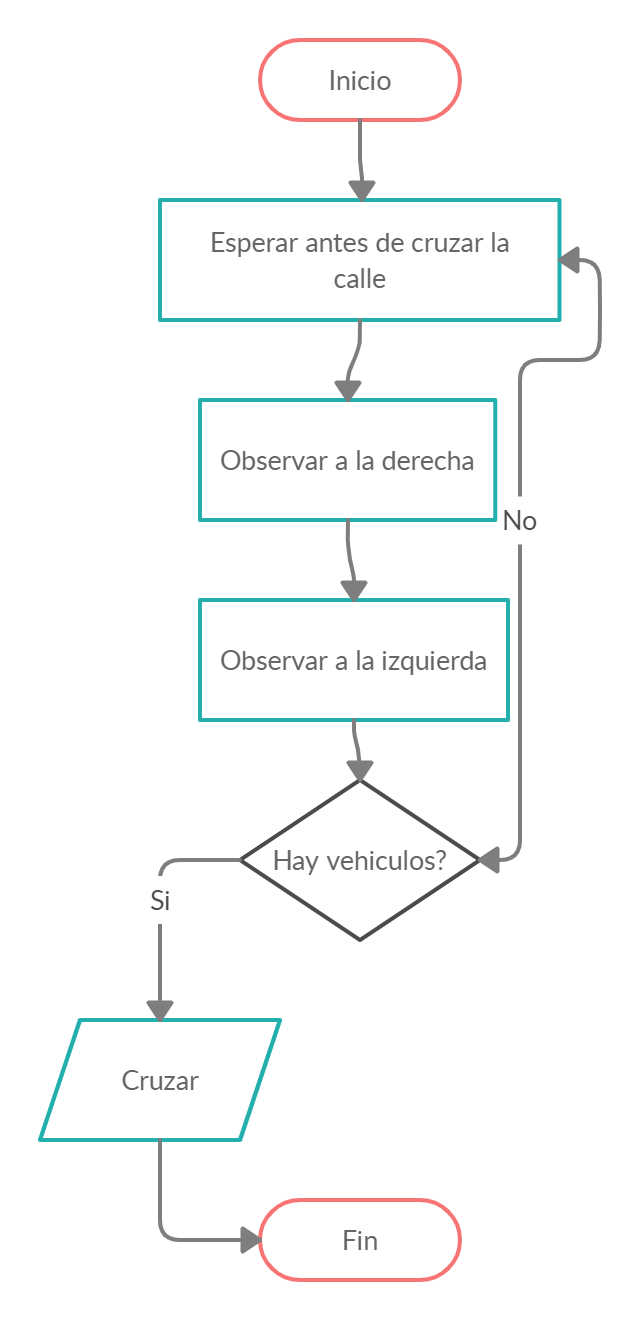 Inicio
Esperar antes de cruzar la
calle
Observar a la derecha
No
Observar a la izquierda
Hay vehiculos?
Si
Cruzar
Fin